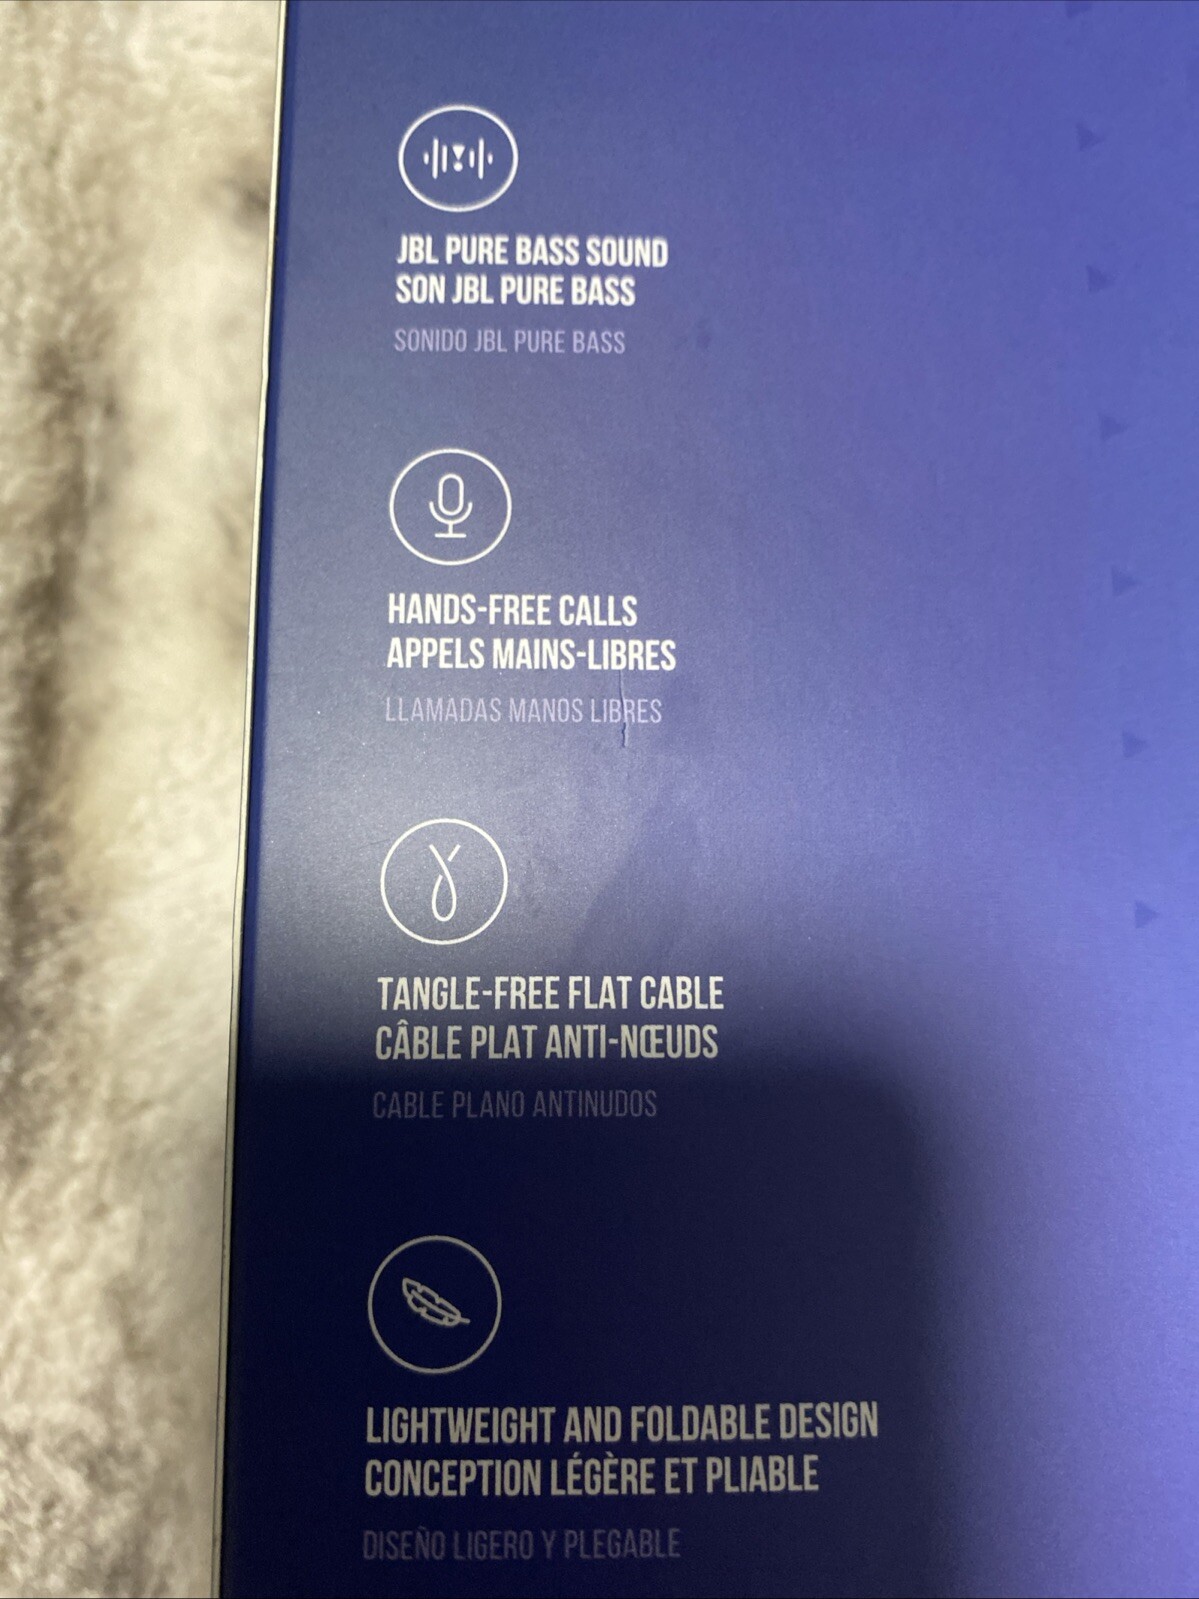 JBL PURE BASS SOUND
SON JBL PURE BASS
SONIDO JBL PURE BASS
HANDS-FREE CALLS
APPELS MAINS-LIBRES
LLAMADAS MANOS LIBRES
TANGLE-FREE FLAT CABLE
CÂBLE PLAT ANTI-NŒUDS
CABLE PLANO ANTINUDOS
LIGHTWEIGHT AND FOLDABLE DESIGN
CONCEPTION LÉGÈRE ET PLIABLE
DISEÑO LIGERO Y PLEGABLE